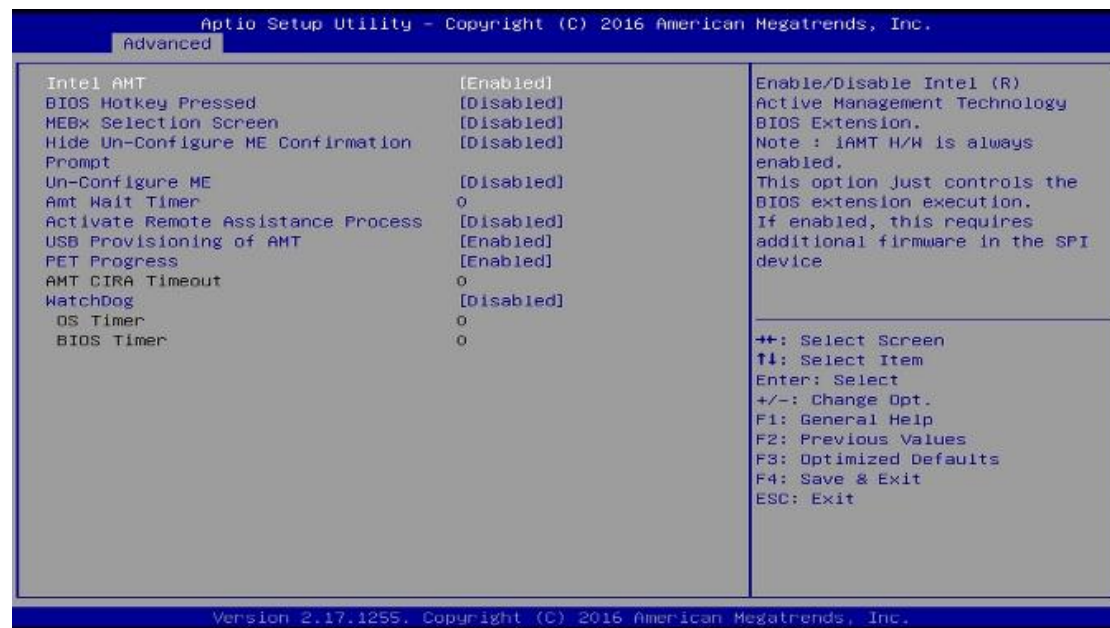 Aptio Setup Utility – Copyright (C) 2016 American Megatrends, Inc.
Advanced
Intel AMT [Enabled]
BIOS Hotkey Pressed [Disabled]
MEBx Selection Screen [Disabled]
Hide Un-Configure ME Confirmation [Disabled]
Prompt
Un-Configure ME [Disabled]
Amt Wait Timer 0
Activate Remote Assistance Process [Disabled]
USB Provisioning of AMT [Enabled]
PET Progress [Enabled]
AMT CIRA Timeout 0
WatchDog [Disabled]
OS Timer 0
BIOS Timer 0
Enable/Disable Intel (R)
Active Management Technology
BIOS Extension.
Note : iAMT H/W is always
enabled.
This option just controls the
BIOS extension execution.
If enabled, this requires
additional firmware in the SPI
device
→←: Select Screen
↑↓: Select Item
Enter: Select
+/-: Change Opt.
F1: General Help
F2: Previous Values
F3: Optimized Defaults
F4: Save & Exit
ESC: Exit
Version 2.17.1255. Copyright (C) 2016 American Megatrends, Inc.